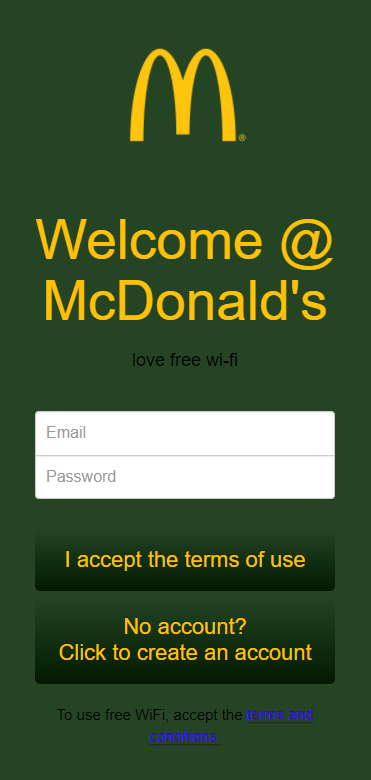 Welcome @
McDonald's
love free wi-fi
Email
Password
I accept the terms of use
No account?
Click to create an account
To use free WiFi, accept the terms and
conditions.